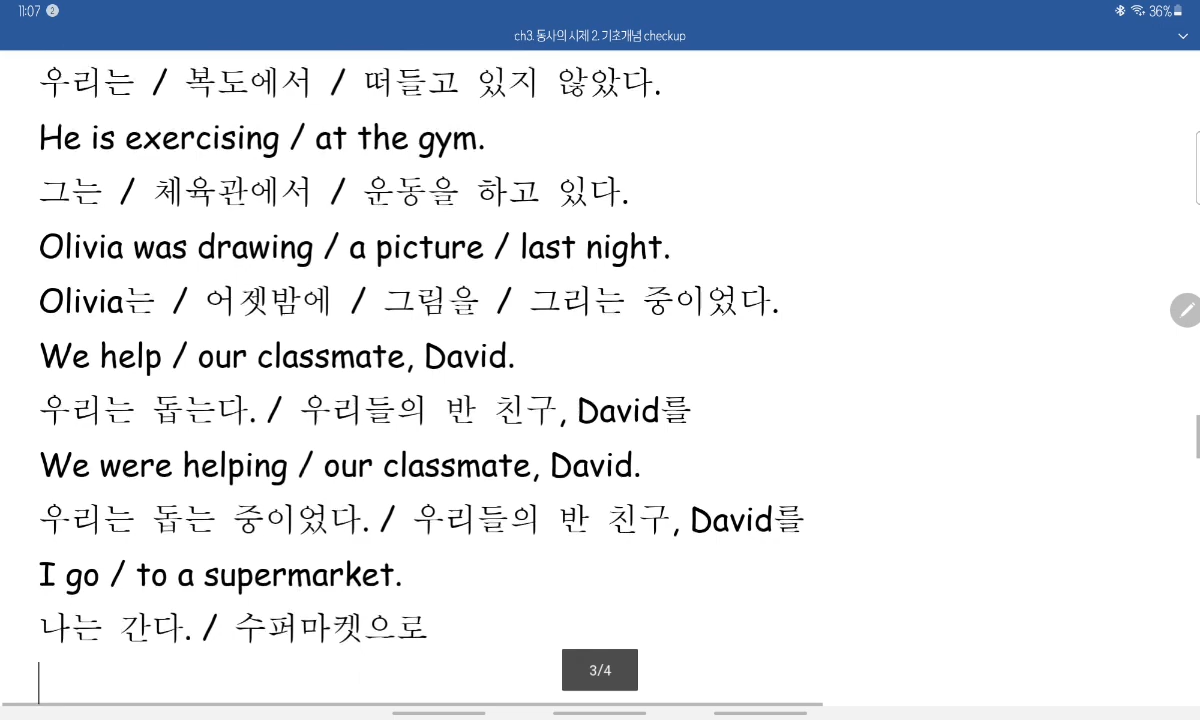 11:07 2 36%
ch3. 동사의 시제 2. 기초개념 checkup
우리는 / 복도에서 / 떠들고 있지 않았다.
He is exercising / at the gym.
그는 / 체육관에서 / 운동을 하고 있다.
Olivia was drawing / a picture / last night.
Olivia는 / 어젯밤에 / 그림을 / 그리는 중이었다.
We help / our classmate, David.
우리는 돕는다. / 우리들의 반 친구, David를
We were helping / our classmate, David.
우리는 돕는 중이었다. / 우리들의 반 친구, David를
I go / to a supermarket.
나는 간다. / 수퍼마켓으로
3/4